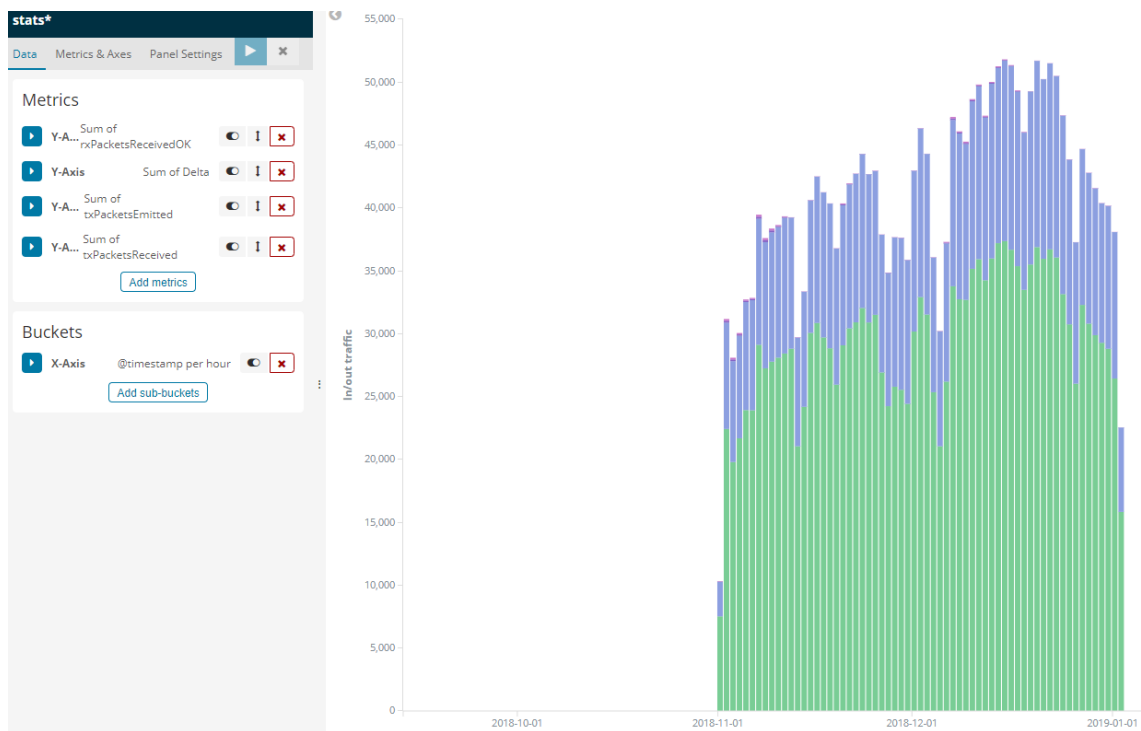 stats*
Data Metrics & Axes Panel Settings
Metrics
Y-A... Sum of
rxPacketsReceivedOK
Y-Axis Sum of Delta
Y-A... Sum of
txPacketsEmitted
Y-A... Sum of
txPacketsReceived
Add metrics
Buckets
X-Axis @timestamp per hour
Add sub-buckets
In/out traffic
55,000
50,000
45,000
40,000
35,000
30,000
25,000
20,000
15,000
10,000
5,000
0
2018-10-01 2018-11-01 2018-12-01 2019-01-01